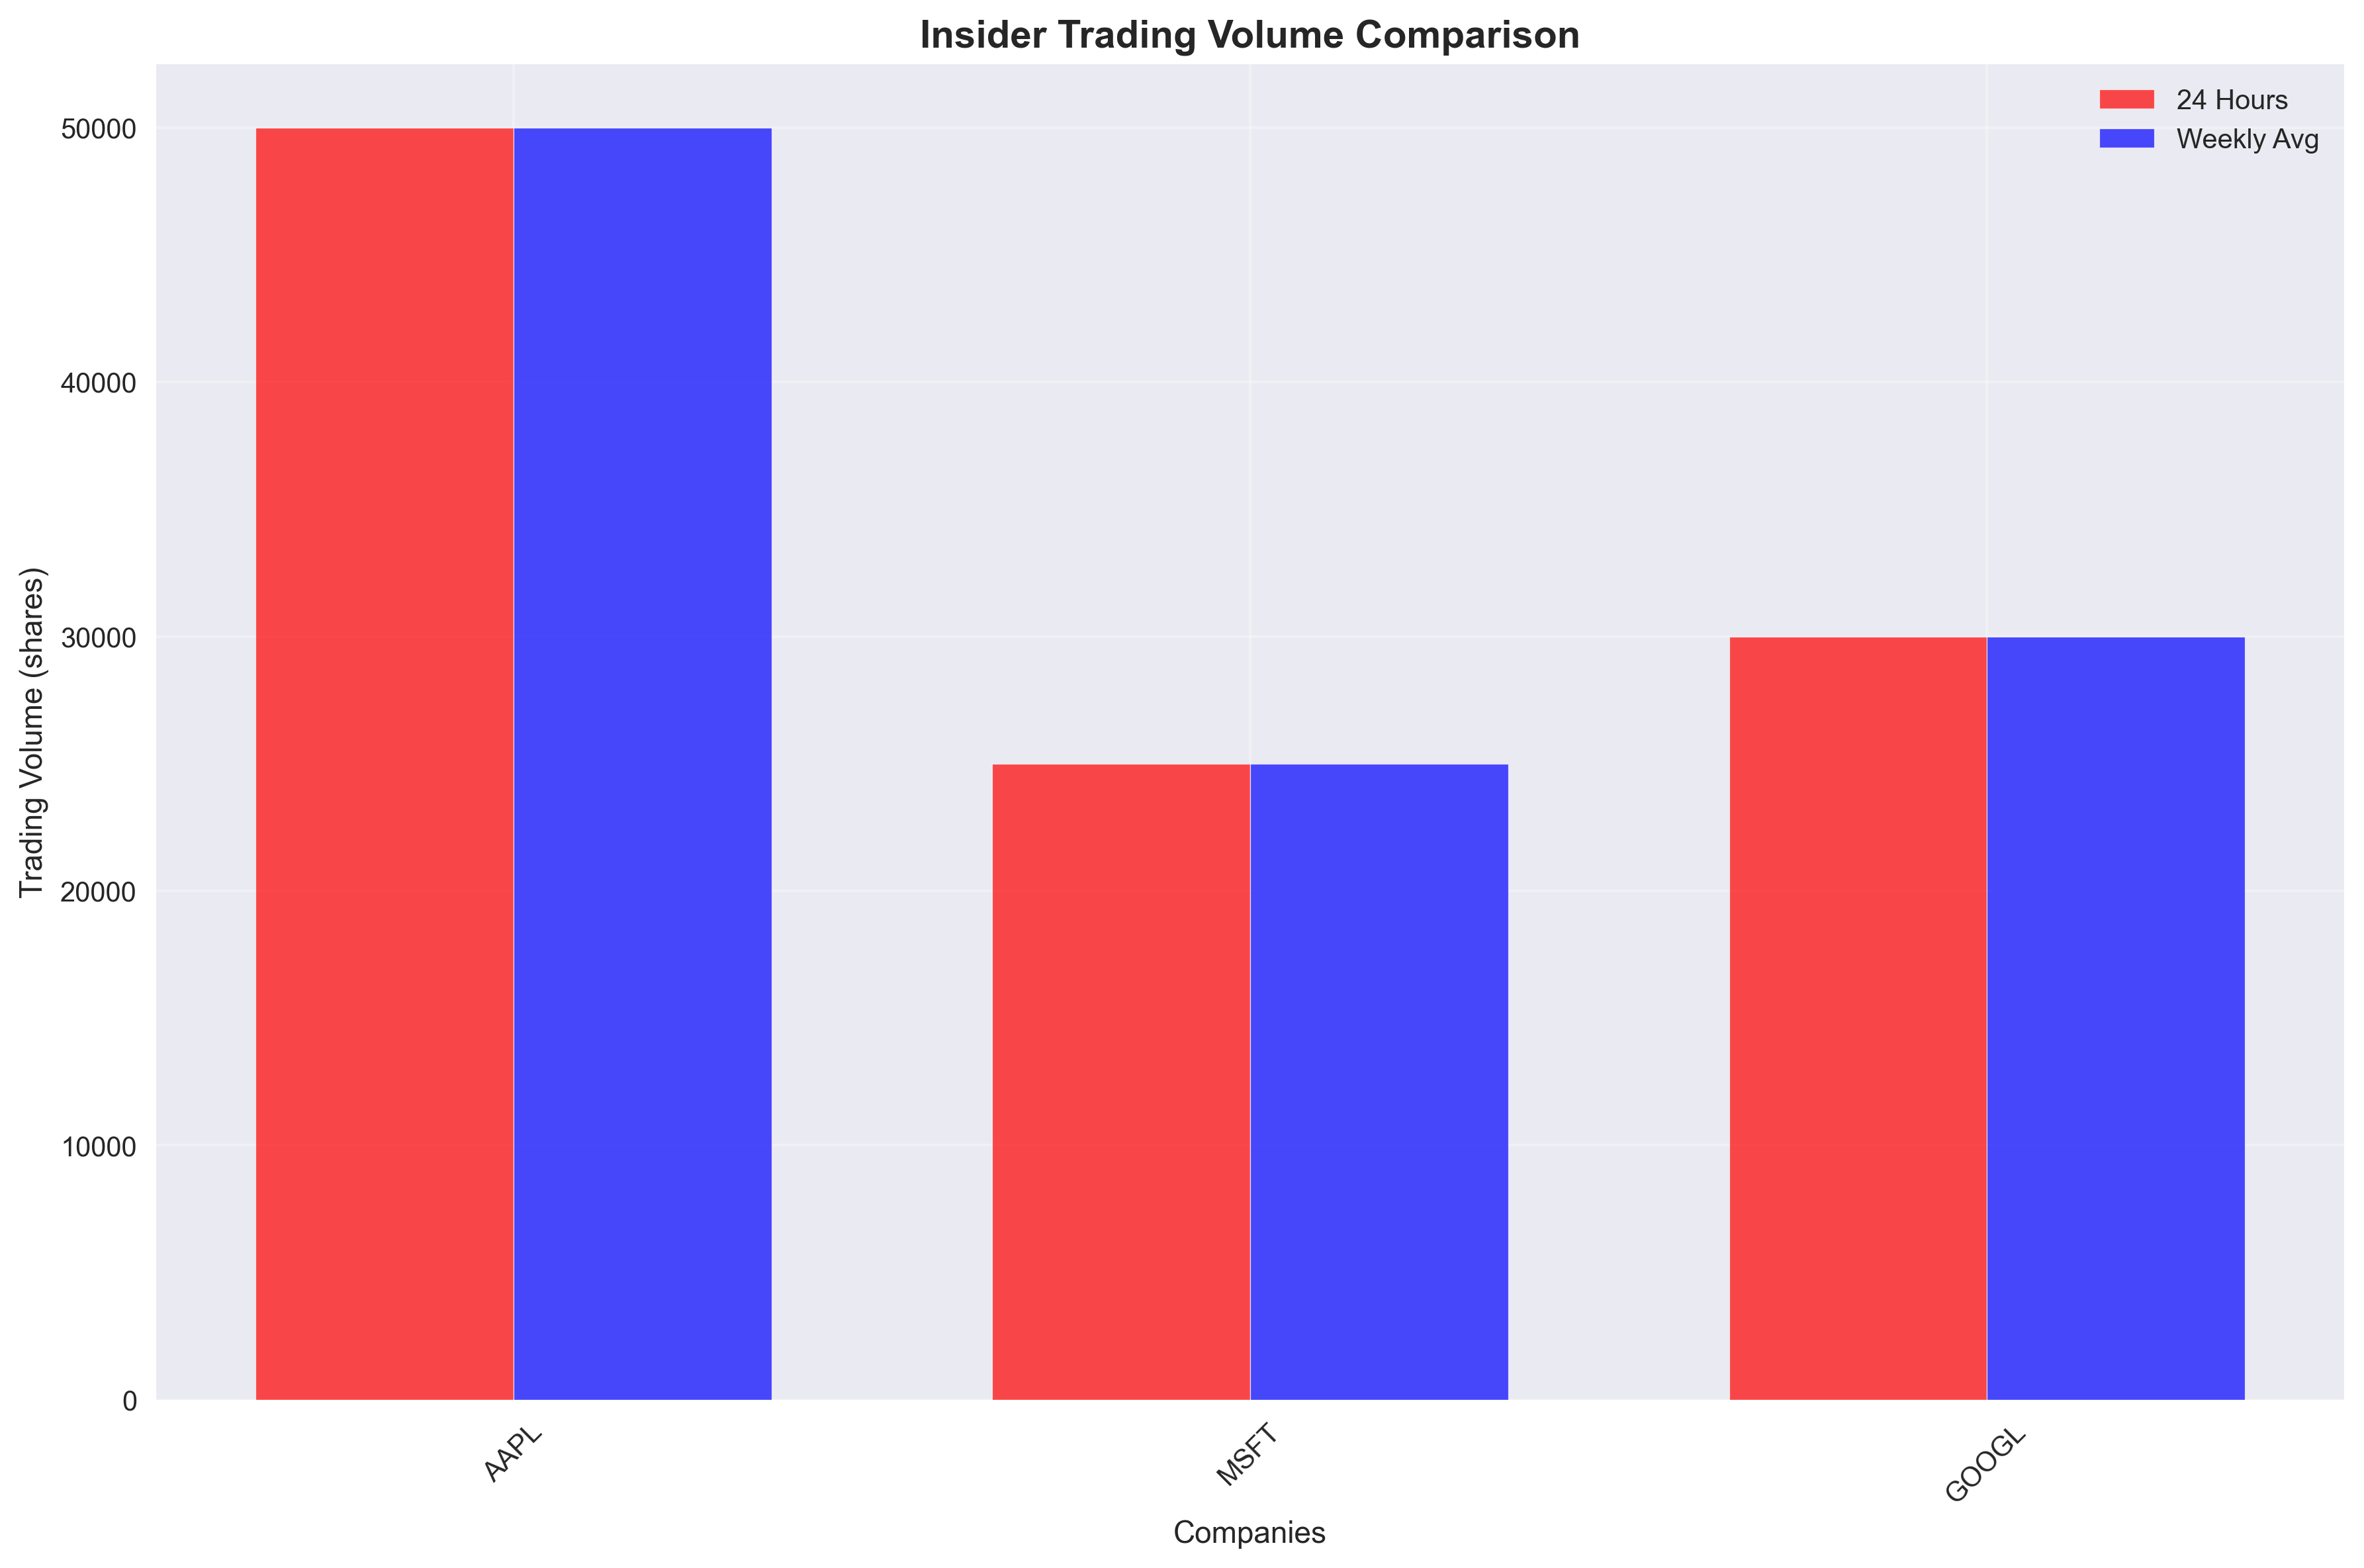 Insider Trading Volume Comparison
24 Hours
Weekly Avg
Trading Volume (shares)
50000
40000
30000
20000
10000
0
AAPL
MSFT
GOOGL
Companies